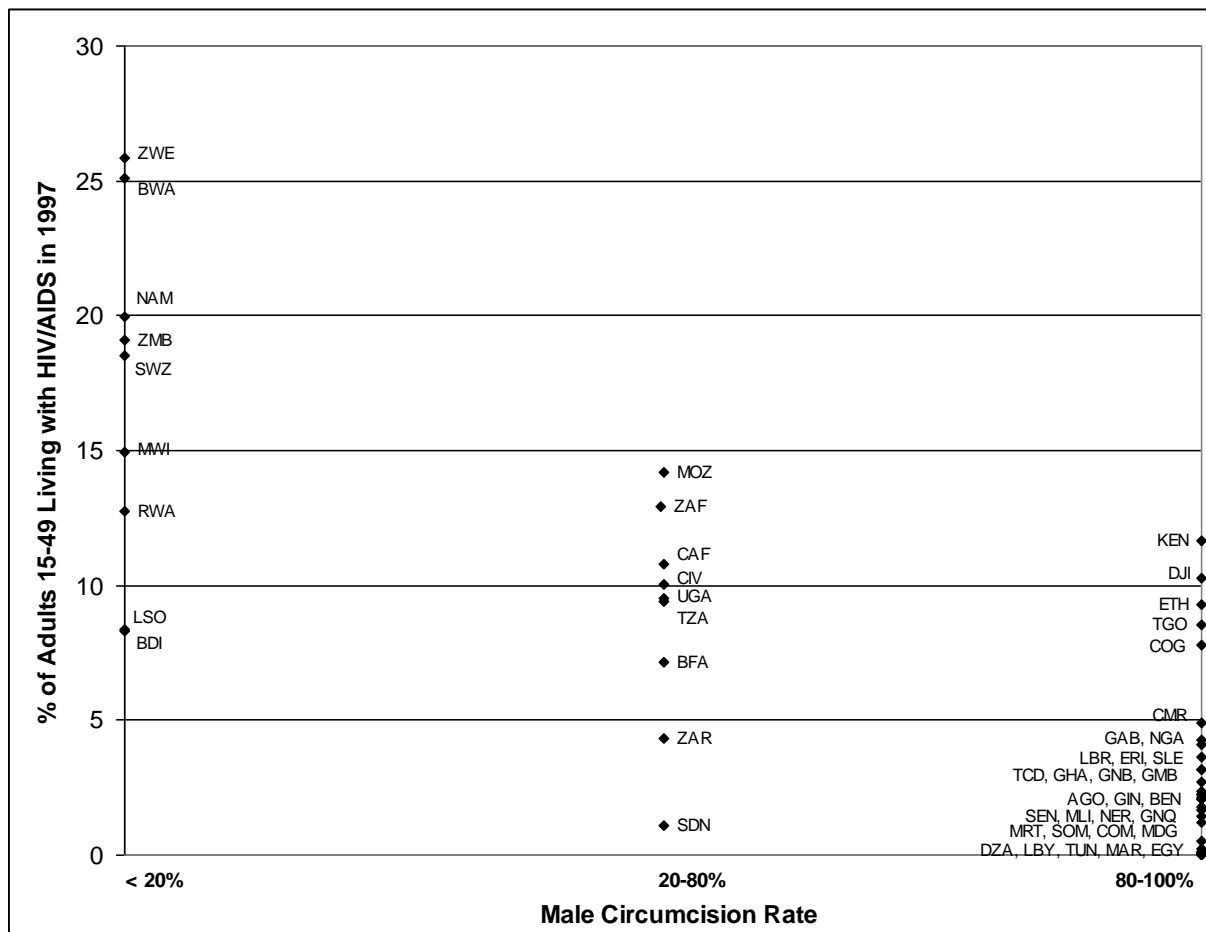 % of Adults 15-49 Living with HIV/AIDS in 1997
30
25
20
15
10
5
0
ZWE
BWA
NAM
ZMB
SWZ
MWI
RWA
LSO
BDI
MOZ
ZAF
CAF
CIV
UGA
TZA
BFA
ZAR
SDN
KEN
DJI
ETH
TGO
COG
CMR
GAB, NGA
LBR, ERI, SLE
TCD, GHA, GNB, GMB
AGO, GIN, BEN
SEN, MLI, NER, GNQ
MRT, SOM, COM, MDG
DZA, LBY, TUN, MAR, EGY
< 20%
20-80%
80-100%
Male Circumcision Rate